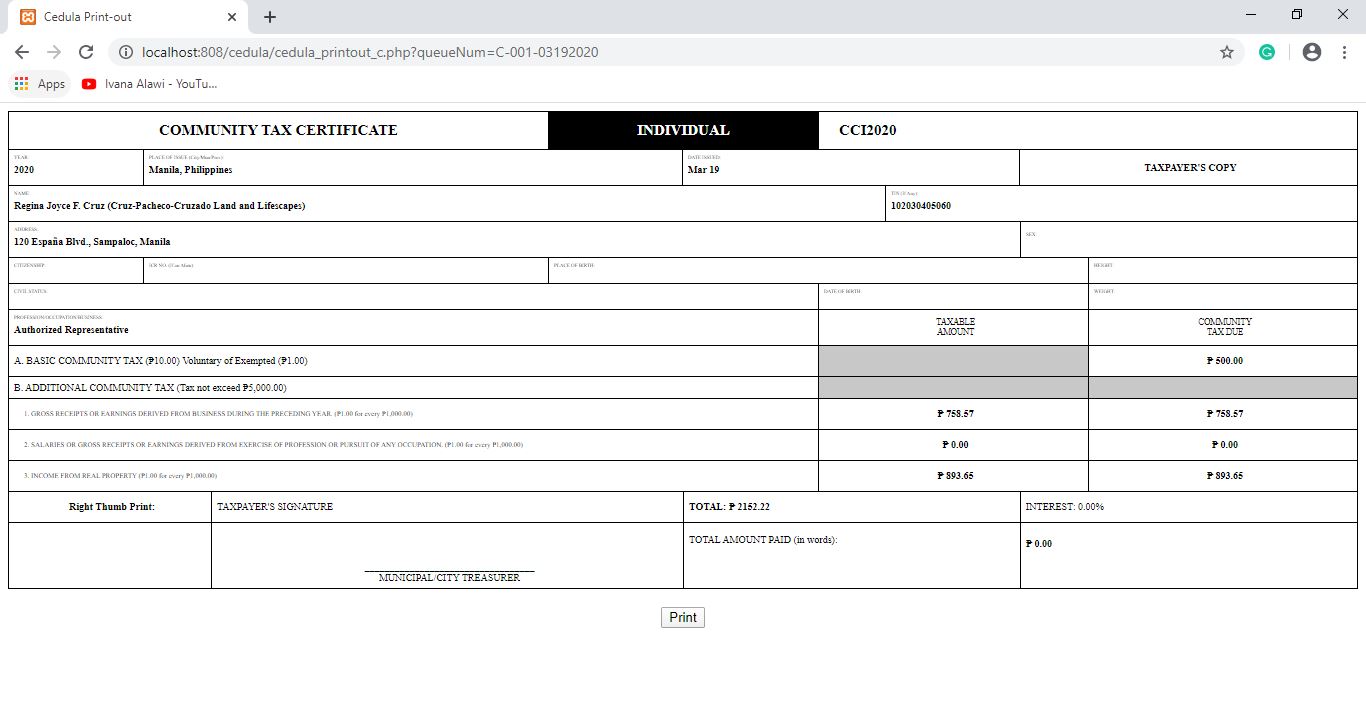 Cedula Print-out
localhost:808/cedula/cedula_printout_c.php?queueNum=C-001-03192020
Apps
Ivana Alawi - YouTu...
COMMUNITY TAX CERTIFICATE
INDIVIDUAL
CCI2020
YEAR:
2020
PLACE OF ISSUE (City/Mun/Prov.)
Manila, Philippines
DATE ISSUED:
Mar 19
TAXPAYER'S COPY
NAME:
Regina Joyce F. Cruz (Cruz-Pacheco-Cruzado Land and Lifescapes)
TIN (If Any):
102030405060
ADDRESS:
120 España Blvd., Sampaloc, Manila
SEX:
CITIZENSHIP:
ICR NO. (If an Alien)
PLACE OF BIRTH:
HEIGHT:
CIVIL STATUS:
DATE OF BIRTH:
WEIGHT:
PROFESSION/OCCUPATION/BUSINESS:
Authorized Representative
TAXABLE
AMOUNT
COMMUNITY
TAX DUE
A. BASIC COMMUNITY TAX (₱10.00) Voluntary of Exempted (₱1.00)
₱ 500.00
B. ADDITIONAL COMMUNITY TAX (Tax not exceed ₱5,000.00)
1. GROSS RECEIPTS OR EARNINGS DERIVED FROM BUSINESS DURING THE PRECEDING YEAR. (₱1.00 for every ₱1,000.00)
₱ 758.57
₱ 758.57
2. SALARIES OR GROSS RECEIPTS OR EARNINGS DERIVED FROM EXERCISE OF PROFESSION OR PURSUIT OF ANY OCCUPATION. (₱1.00 for every ₱1,000.00)
₱ 0.00
₱ 0.00
3. INCOME FROM REAL PROPERTY (₱1.00 for every ₱1,000.00)
₱ 893.65
₱ 893.65
Right Thumb Print:
TAXPAYER'S SIGNATURE
TOTAL: ₱ 2152.22
INTEREST: 0.00%
MUNICIPAL/CITY TREASURER
TOTAL AMOUNT PAID (in words):
₱ 0.00
Print